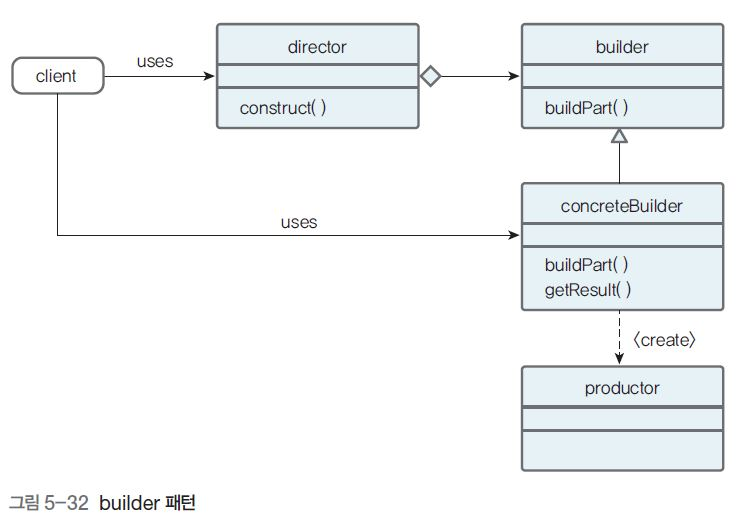 client
uses
director
construct( )
builder
buildPart( )
uses
concreteBuilder
buildPart( )
getResult( )
〈create〉
productor
그림 5-32 builder 패턴